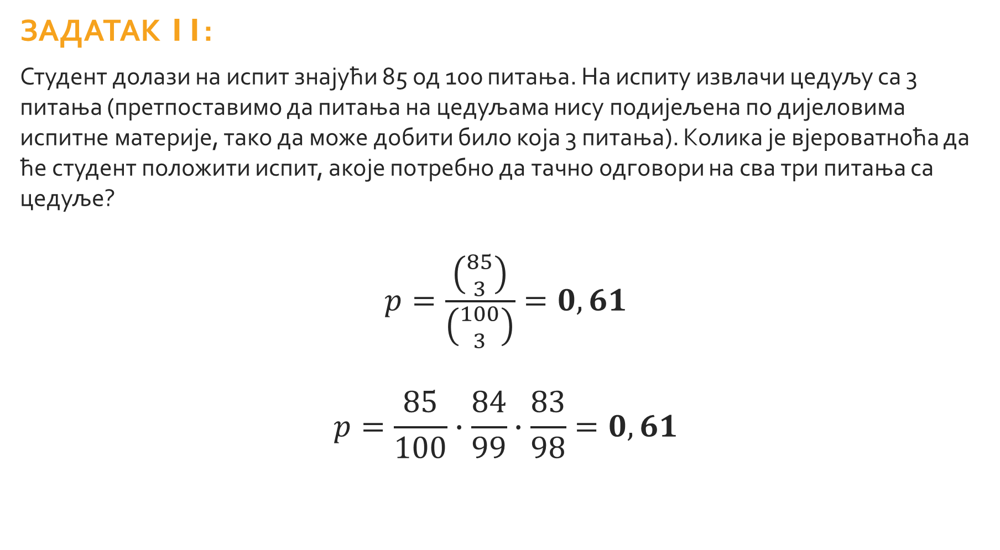 ЗАДАТАК 11:
Студент долази на испит знајући 85 од 100 питања. На испиту извлачи цедуљу са 3
питања (претпоставимо да питања на цедуљама нису подијељена по дијеловима
испитне материје, тако да може добити било која 3 питања). Колика је вјероватноћа да
ће студент положити испит, акоје потребно да тачно одговори на сва три питања са
цедуље?
p = \frac{\binom{85}{3}}{\binom{100}{3}} = 0,61
p = \frac{85}{100} · \frac{84}{99} · \frac{83}{98} = 0,61